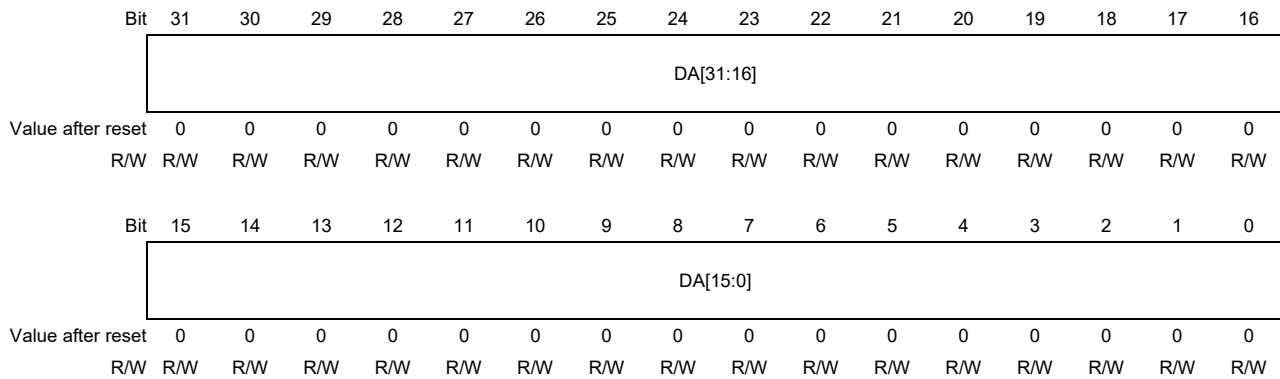 Bit 31 30 29 28 27 26 25 24 23 22 21 20 19 18 17 16
DA[31:16]
Value after reset 0 0 0 0 0 0 0 0 0 0 0 0 0 0 0 0
R/W R/W R/W R/W R/W R/W R/W R/W R/W R/W R/W R/W R/W R/W R/W R/W R/W
Bit 15 14 13 12 11 10 9 8 7 6 5 4 3 2 1 0
DA[15:0]
Value after reset 0 0 0 0 0 0 0 0 0 0 0 0 0 0 0 0
R/W R/W R/W R/W R/W R/W R/W R/W R/W R/W R/W R/W R/W R/W R/W R/W R/W